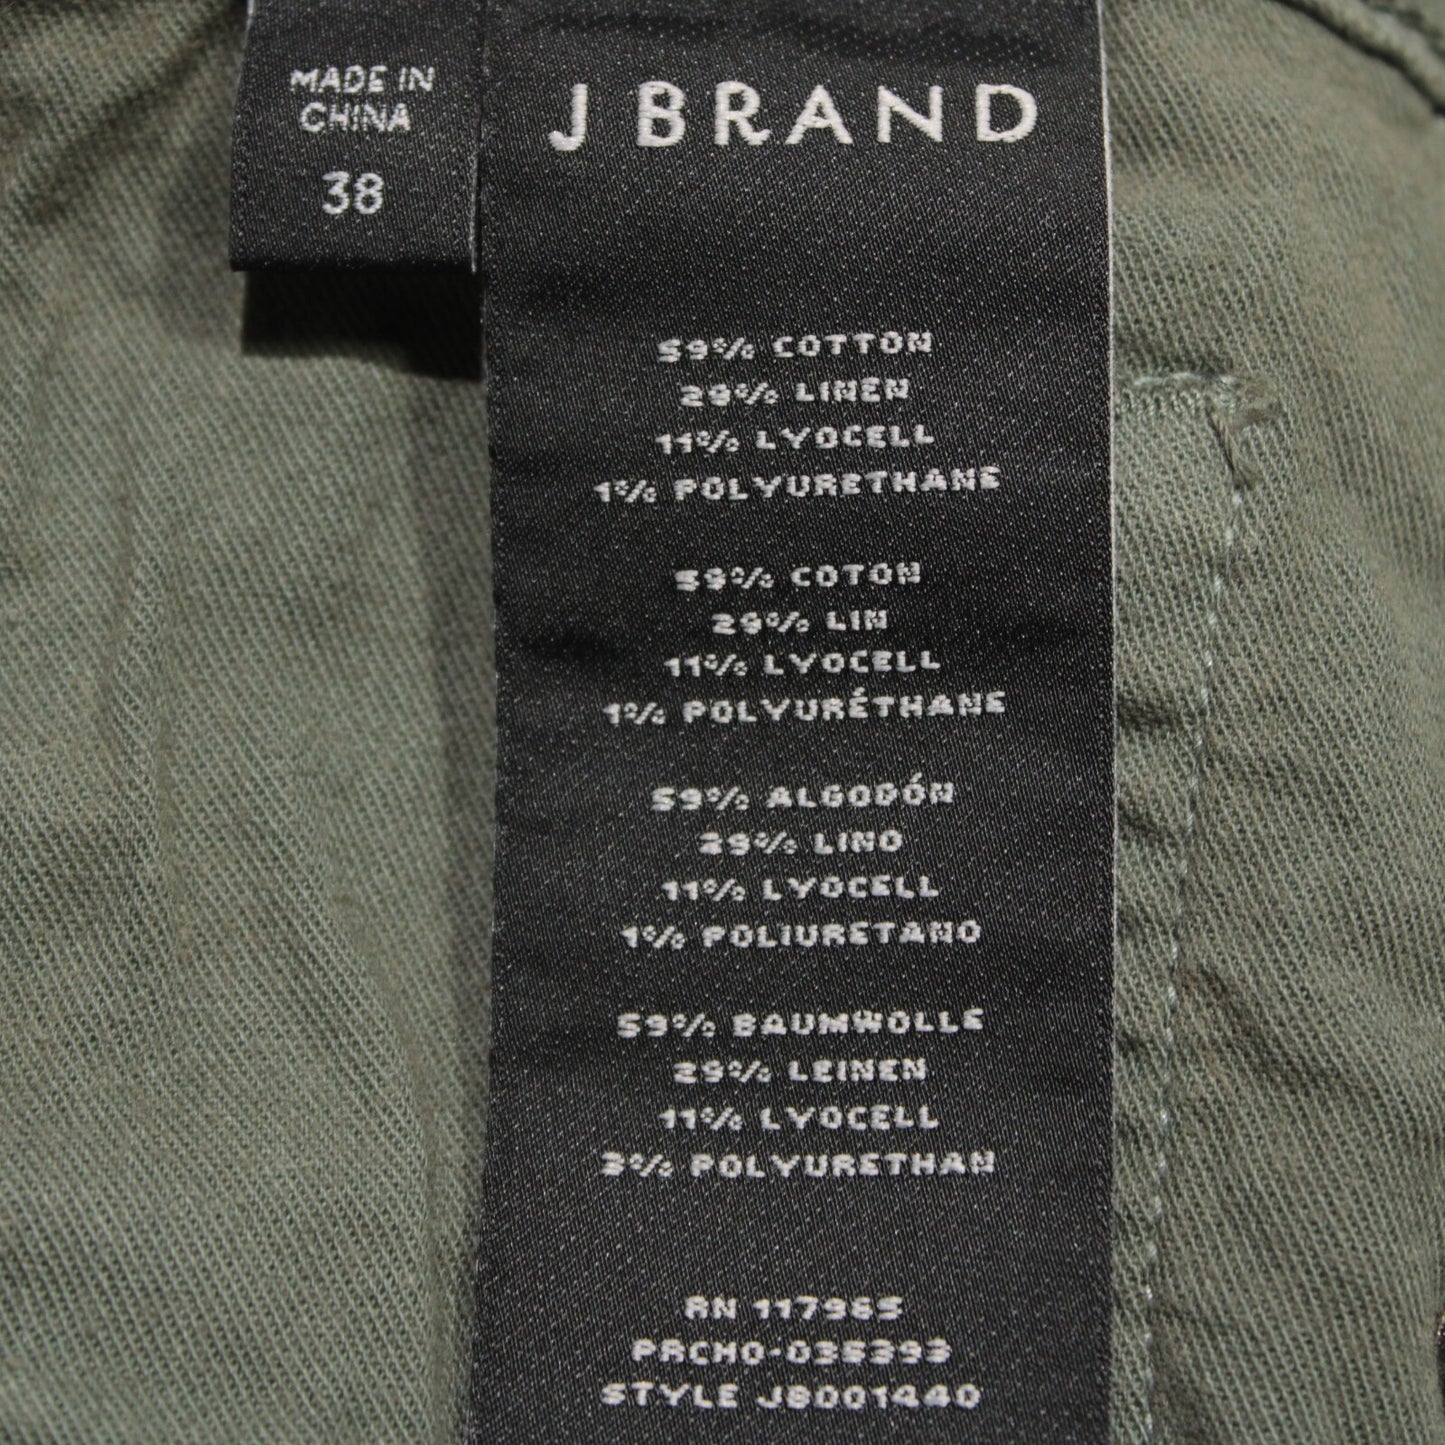 MADE IN
CHINA
38
J BRAND
59% COTTON
29% LINEN
11% LYOCELL
1% POLYURETHANE
59% COTON
29% LIN
11% LYOCELL
1% POLYURÉTHANE
59% ALGODÓN
29% LINO
11% LYOCELL
1% POLIURETANO
59% BAUMWOLLE
29% LEINEN
11% LYOCELL
3% POLYURETHAN
RN 117965
PRCHO-035393
STYLE JB001440